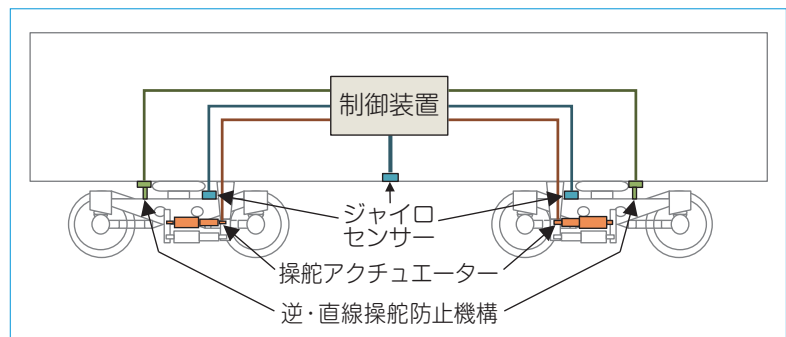 制御装置
ジャイロ
センサー
操舵アクチュエーター
逆・直線操舵防止機構